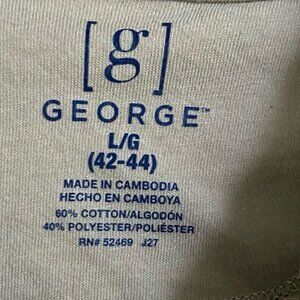 [g]
GEORGE™
L/G
(42-44)
MADE IN CAMBODIA
HECHO EN CAMBOYA
60% COTTON/ALGODÓN
40% POLYESTER/POLIÉSTER
RN# 52469 J27